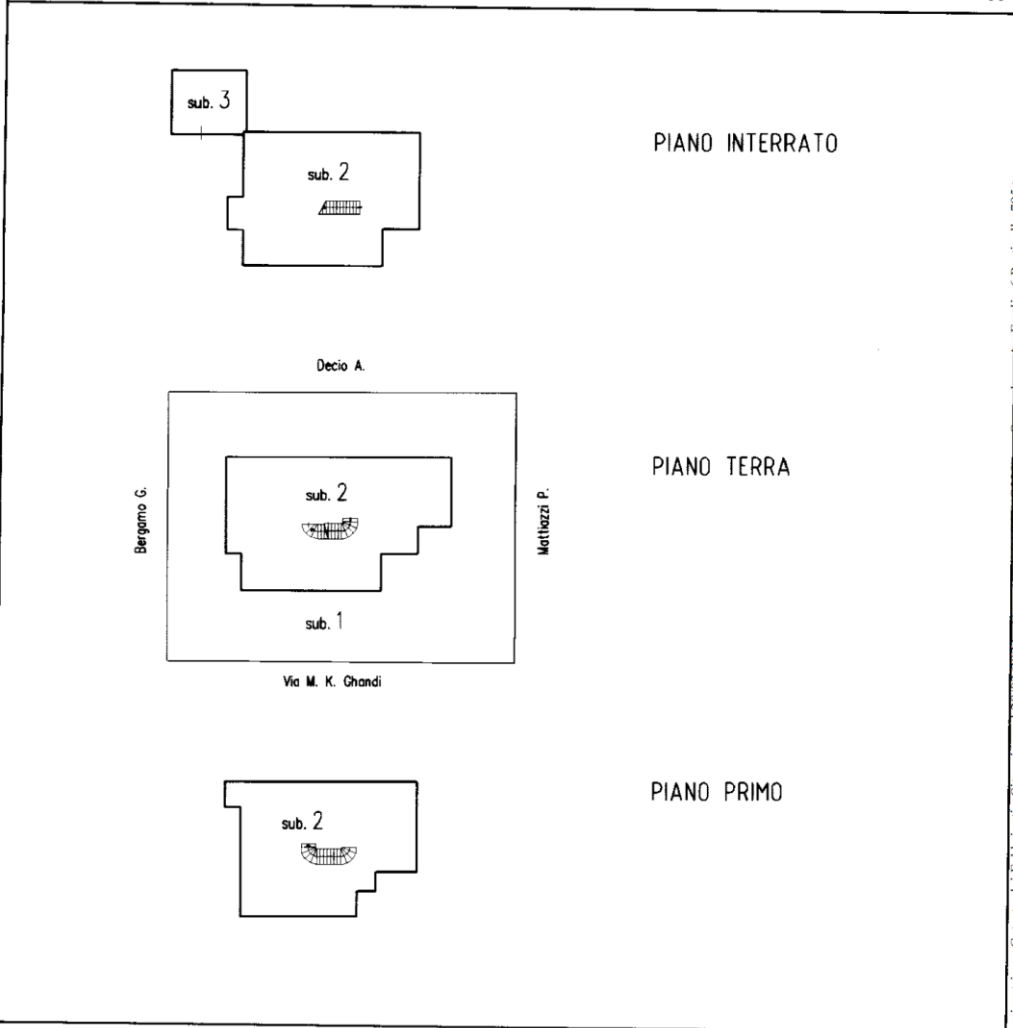 sub. 3
PIANO INTERRATO
sub. 2
Decio A.
PIANO TERRA
Bergamo G.
sub. 2
Mattiazzi P.
sub. 1
Via M. K. Ghandi
PIANO PRIMO
sub. 2